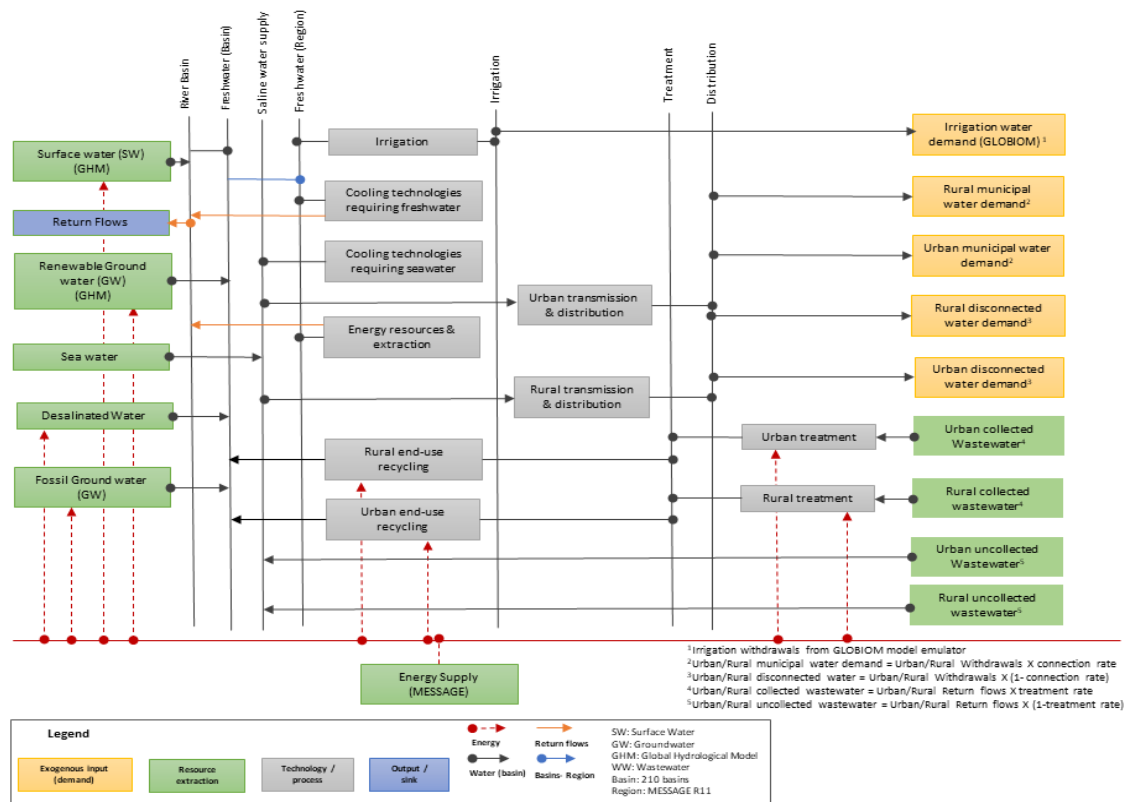 River Basin
Freshwater (Basin)
Saline water supply
Freshwater (Region)
Irrigation
Treatment
Distribution
Surface water (SW)
(GHM)
Return Flows
Renewable Ground
water (GW)
(GHM)
Sea water
Desalinated Water
Fossil Ground water
(GW)
Irrigation
Cooling technologies
requiring freshwater
Cooling technologies
requiring seawater
Energy resources &
extraction
Rural end-use
recycling
Urban end-use
recycling
Urban transmission
& distribution
Rural transmission
& distribution
Urban treatment
Rural treatment
Irrigation water
demand (GLOBIOM) ¹
Rural municipal
water demand²
Urban municipal water
demand²
Rural disconnected
water demand³
Urban disconnected
water demand³
Urban collected
Wastewater⁴
Rural collected
wastewater⁴
Urban uncollected
Wastewater⁵
Rural uncollected
wastewater⁵
Energy Supply
(MESSAGE)
¹Irrigation withdrawals from GLOBIOM model emulator
²Urban/Rural municipal water demand = Urban/Rural Withdrawals X connection rate
³Urban/Rural disconnected water = Urban/Rural Withdrawals X (1- connection rate)
⁴Urban/Rural collected wastewater = Urban/Rural Return flows X treatment rate
⁵Urban/Rural uncollected wastewater = Urban/Rural Return flows X (1-treatment rate)
Legend
Exogenous input
(demand)
Resource
extraction
Technology /
process
Output /
sink
Energy
Return flows
Water (basin)
Basins- Region
SW: Surface Water
GW: Groundwater
GHM: Global Hydrological Model
WW: Wastewater
Basin: 210 basins
Region: MESSAGE R11